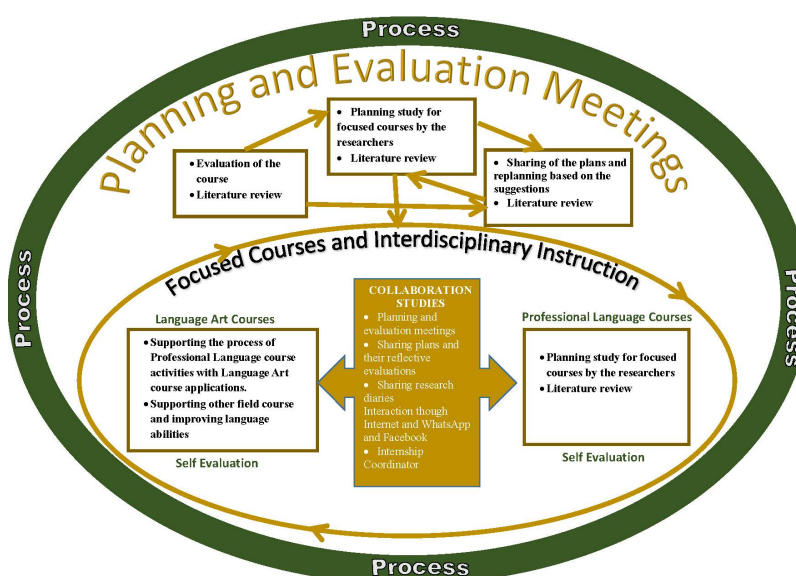 Process
Planning and Evaluation Meetings
• Planning study for
focused courses by the
researchers
• Literature review
• Evaluation of the
course
• Literature review
• Sharing of the plans and
replanning based on the
suggestions
• Literature review
Focused Courses and Interdisciplinary Instruction
Process
Process
Language Art Courses
• Supporting the process of
Professional Language course
activities with Language Art
course applications.
• Supporting other field course
and improving language
abilities
Self Evaluation
COLLABORATION
STUDIES
• Planning and
evaluation meetings
• Sharing plans and
their reflective
evaluations
• Sharing research
diaries
Interaction though
Internet and WhatsApp
and Facebook
• Internship
Coordinator
Professional Language Courses
• Planning study for focused
courses by the researchers
• Literature review
Self Evaluation
Process